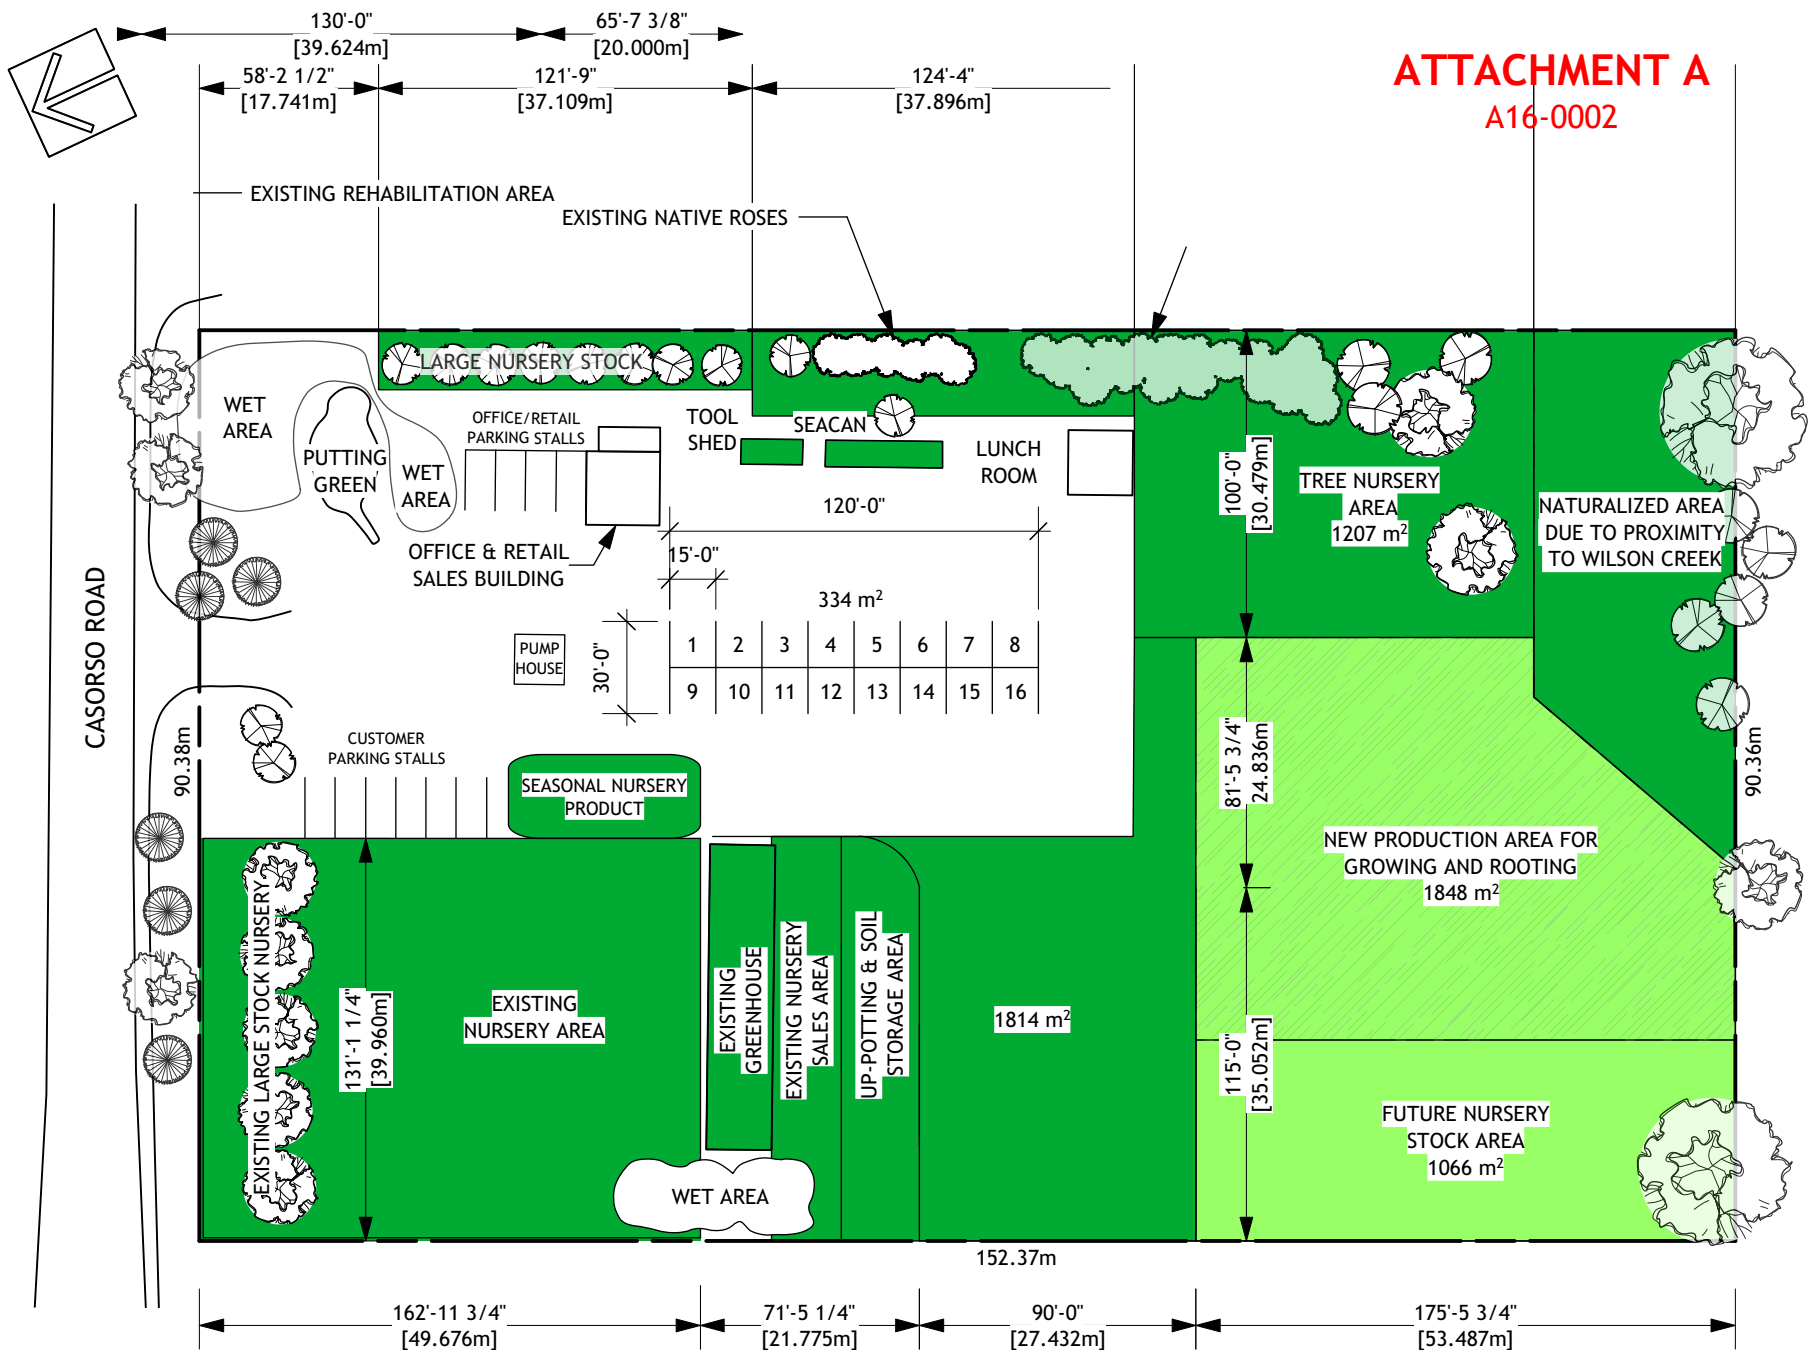 130'-0"
[39.624m]
65'-7 3/8"
[20.000m]
58'-2 1/2"
[17.741m]
121'-9"
[37.109m]
124'-4"
[37.896m]
ATTACHMENT A
A16-0002
EXISTING REHABILITATION AREA
EXISTING NATIVE ROSES
LARGE NURSERY STOCK
WET
AREA
PUTTING
GREEN
WET
AREA
OFFICE/RETAIL
PARKING STALLS
TOOL
SHED
SEACAN
LUNCH
ROOM
OFFICE & RETAIL
SALES BUILDING
120'-0"
15'-0"
334 m²
30'-0"
1 2 3 4 5 6 7 8
9 10 11 12 13 14 15 16
PUMP
HOUSE
100'-0"
[30.479m]
TREE NURSERY
AREA
1207 m²
NATURALIZED AREA
DUE TO PROXIMITY
TO WILSON CREEK
CASORSO ROAD
90.38m
CUSTOMER
PARKING STALLS
SEASONAL NURSERY
PRODUCT
81'-5 3/4"
24.836m
90.36m
NEW PRODUCTION AREA FOR
GROWING AND ROOTING
1848 m²
EXISTING LARGE STOCK NURSERY
131'-1 1/4"
[39.960m]
EXISTING
NURSERY AREA
EXISTING
GREENHOUSE
EXISTING NURSERY
SALES AREA
UP-POTTING & SOIL
STORAGE AREA
1814 m²
115'-0"
[35.052m]
FUTURE NURSERY
STOCK AREA
1066 m²
WET AREA
152.37m
162'-11 3/4"
[49.676m]
71'-5 1/4"
[21.775m]
90'-0"
[27.432m]
175'-5 3/4"
[53.487m]